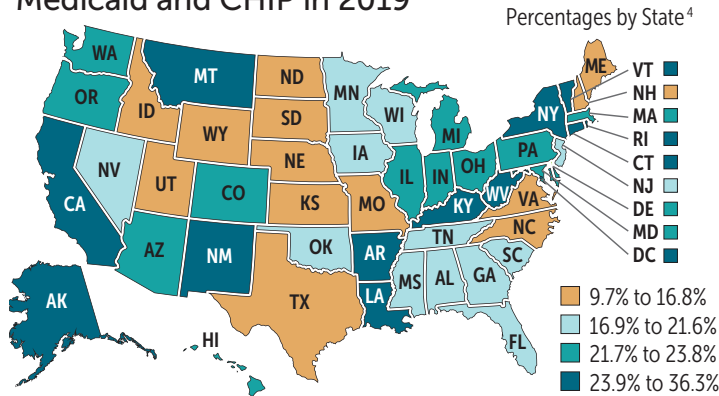 Medicaid and CHIP in 2019
Percentages by State 4
WA
OR
CA
NV
ID
MT
WY
UT
AZ
CO
NM
ND
SD
NE
KS
OK
TX
MN
IA
MO
AR
LA
WI
IL
MI
IN
OH
KY
TN
MS
AL
GA
FL
SC
NC
VA
WV
PA
NY
ME
AK
HI
VT
NH
MA
RI
CT
NJ
DE
MD
DC
9.7% to 16.8%
16.9% to 21.6%
21.7% to 23.8%
23.9% to 36.3%